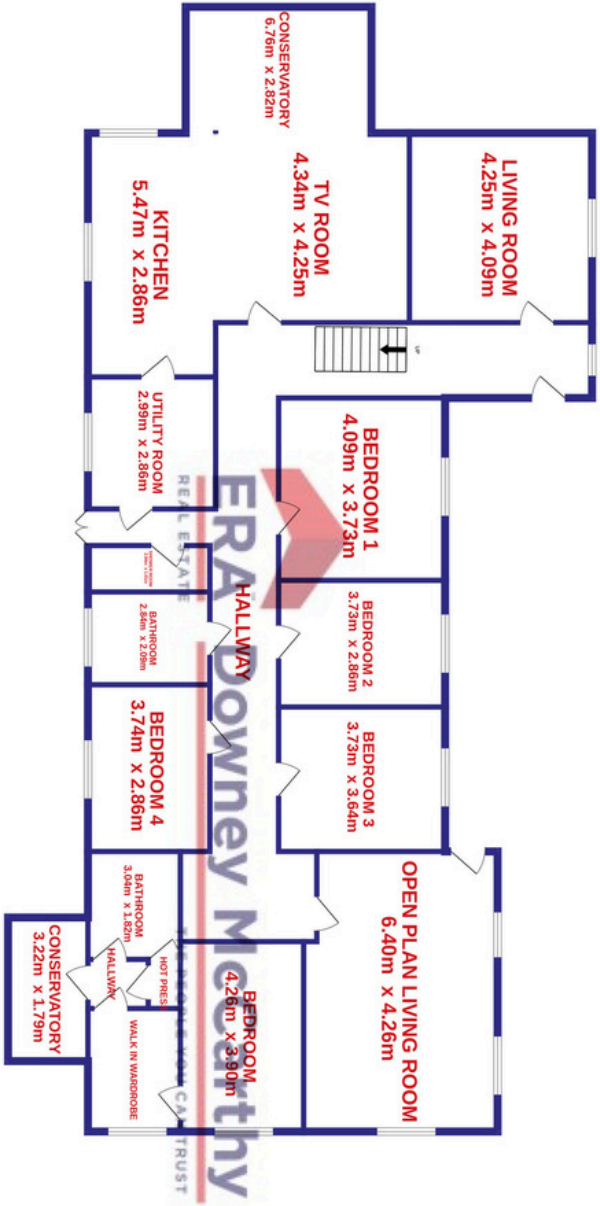 LIVING ROOM
4.25m x 4.09m
UP
OPEN PLAN LIVING ROOM
6.40m x 4.26m
BEDROOM 1
4.09m x 3.73m
BEDROOM 2
3.73m x 2.86m
BEDROOM 3
3.73m x 3.64m
TV ROOM
4.34m x 4.25m
CONSERVATORY
6.76m x 2.82m
HALLWAY
BEDROOM
4.26m x 3.90m
ERA Downey McCarthy
REAL ESTATE
THE PEOPLE YOU CAN TRUST
KITCHEN
5.47m x 2.86m
UTILITY ROOM
2.99m x 2.86m
SHOWER ROOM
BATHROOM
2.84m x 2.09m
BEDROOM 4
3.74m x 2.86m
HOT PRESS
BATHROOM
3.04m x 1.82m
WALK IN WARDROBE
HALLWAY
CONSERVATORY
3.22m x 1.79m